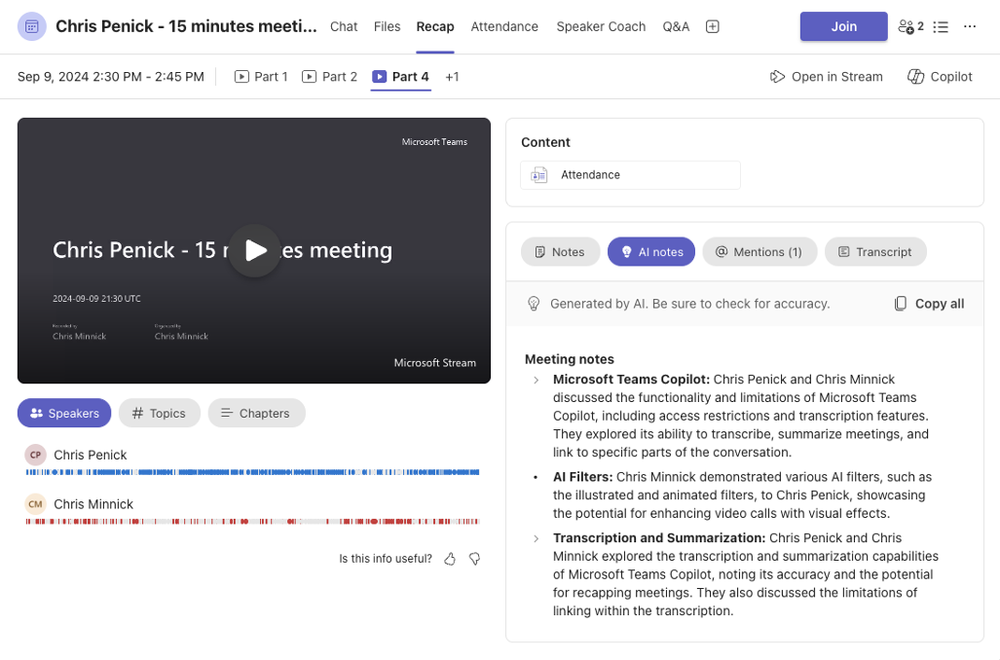 Chris Penick - 15 minutes meeti... Chat Files Recap Attendance Speaker Coach Q&A Join 2
Sep 9, 2024 2:30 PM - 2:45 PM Part 1 Part 2 Part 4 +1 Open in Stream Copilot
Microsoft Teams
Chris Penick - 15 m es meeting
2024-09-09 21:30 UTC
Recorded by Organized by
Chris Minnick Chris Minnick
Microsoft Stream
Speakers Topics Chapters
CP Chris Penick
CM Chris Minnick
Is this info useful?
Content
Attendance
Notes AI notes Mentions (1) Transcript
Generated by AI. Be sure to check for accuracy. Copy all
Meeting notes
Microsoft Teams Copilot: Chris Penick and Chris Minnick
discussed the functionality and limitations of Microsoft Teams
Copilot, including access restrictions and transcription features.
They explored its ability to transcribe, summarize meetings, and
link to specific parts of the conversation.
• AI Filters: Chris Minnick demonstrated various AI filters, such as
the illustrated and animated filters, to Chris Penick, showcasing
the potential for enhancing video calls with visual effects.
Transcription and Summarization: Chris Penick and Chris
Minnick explored the transcription and summarization capabilities
of Microsoft Teams Copilot, noting its accuracy and the potential
for recapping meetings. They also discussed the limitations of
linking within the transcription.